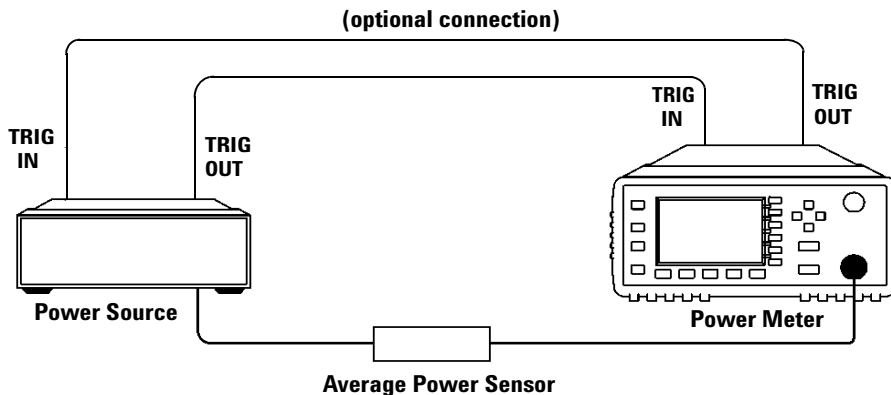 (optional connection)
TRIG
IN
TRIG
OUT
TRIG
IN
TRIG
OUT
Power Source
Power Meter
Average Power Sensor